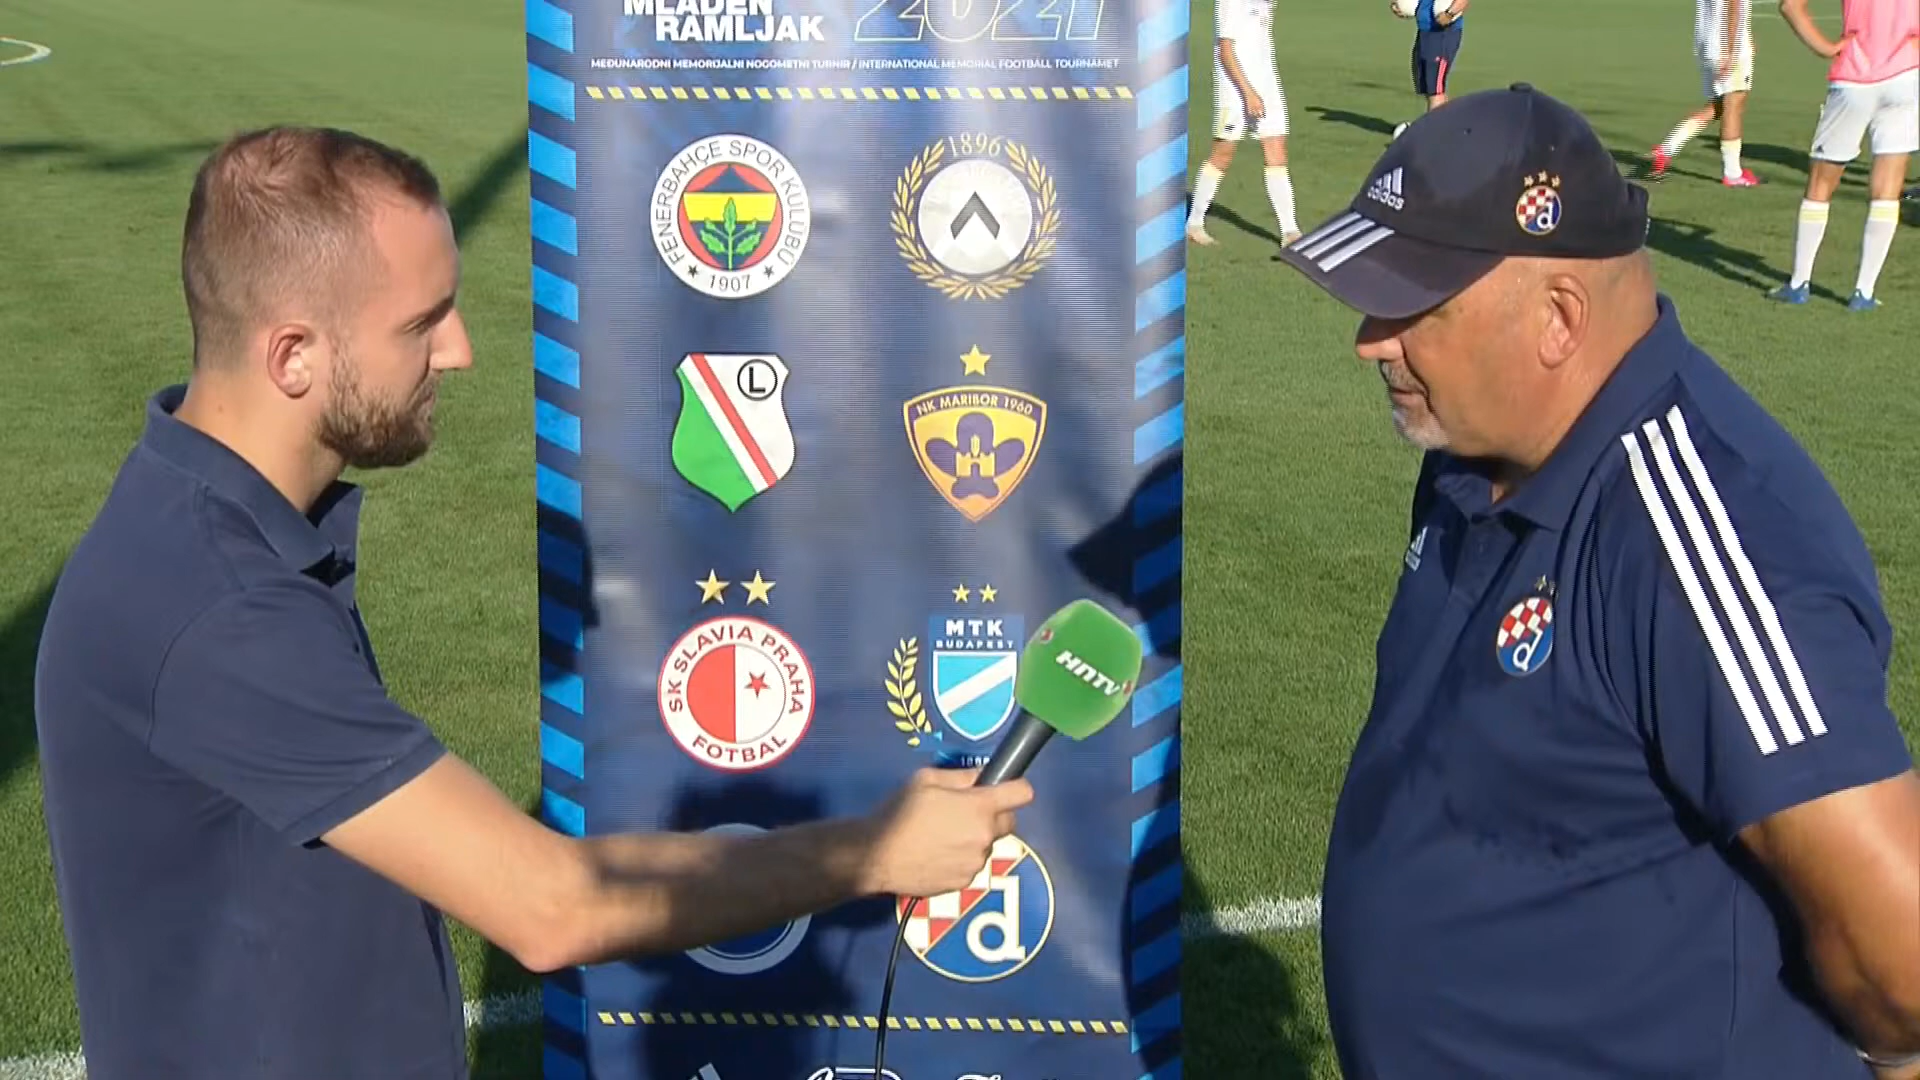 MLADEN
RAMLJAK
2021
MEĐUNARODNI MEMORIJALNI NOGOMETNI TURNIR / INTERNATIONAL MEMORIAL FOOTBALL TOURNAMET
FENERBAHÇE SPOR KULÜBÜ
1907
1896
L
NK MARIBOR 1960
SK SLAVIA PRAHA
FOTBAL
MTK
BUDAPEST
HNTV
d
adidas
d
d